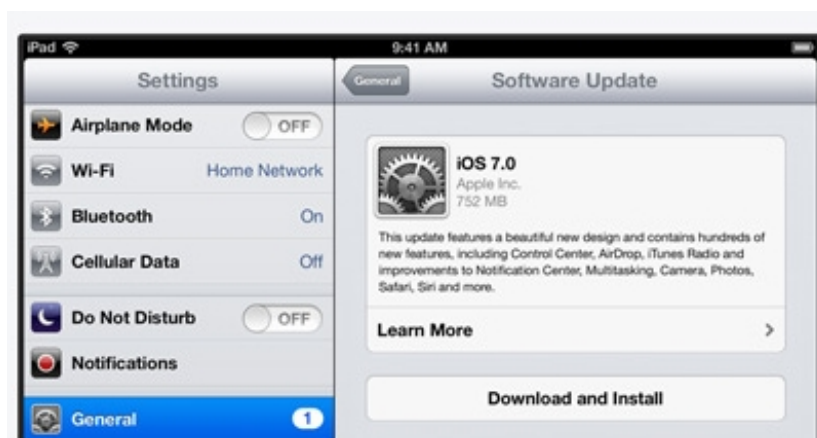 iPad 9:41 AM
Settings
General Software Update
Airplane Mode OFF
Wi-Fi Home Network
Bluetooth On
Cellular Data Off
Do Not Disturb OFF
Notifications
General 1
iOS 7.0
Apple Inc.
752 MB
This update features a beautiful new design and contains hundreds of
new features, including Control Center, AirDrop, iTunes Radio and
improvements to Notification Center, Multitasking, Camera, Photos,
Safari, Siri and more.
Learn More
Download and Install